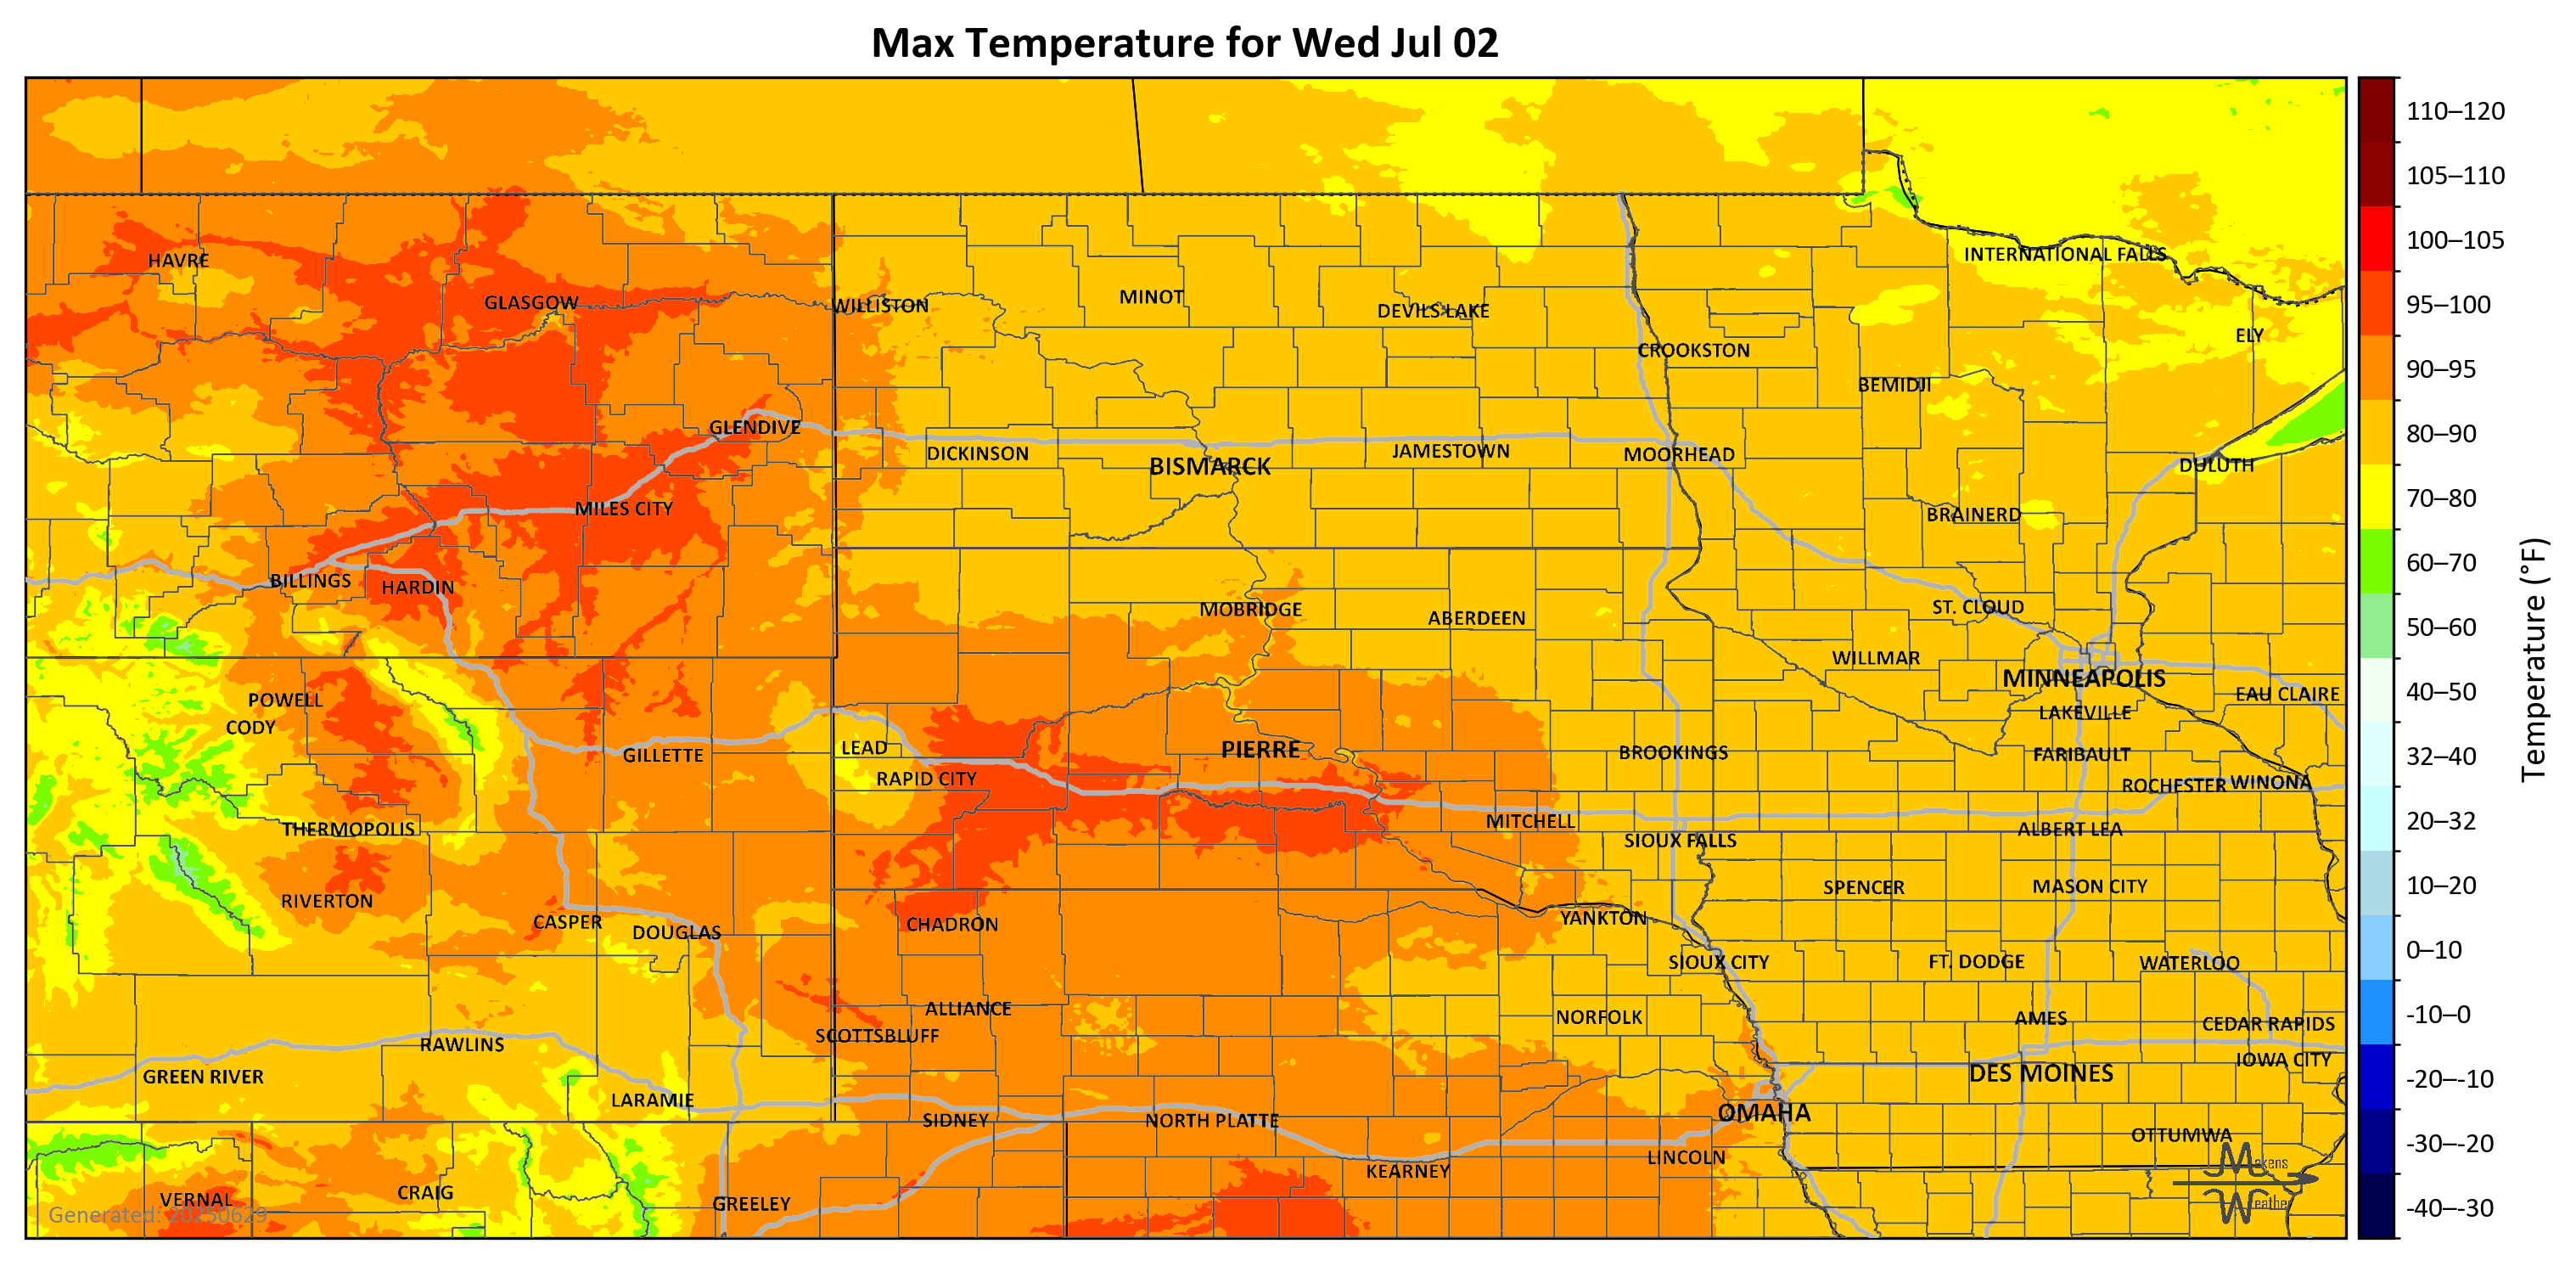 Max Temperature for Wed Jul 02
110–120
105–110
100–105
95–100
90–95
80–90
70–80
60–70
50–60
40–50
32–40
20–32
10–20
0–10
-10–0
-20–-10
-30–-20
-40–-30
Temperature (°F)
HAVRE
GLASGOW
WILLISTON
MINOT
DEVILS LAKE
INTERNATIONAL FALLS
ELY
CROOKSTON
BEMIDJI
GLENDIVE
DICKINSON
BISMARCK
JAMESTOWN
MOORHEAD
DULUTH
MILES CITY
BRAINERD
BILLINGS
HARDIN
MOBRIDGE
ABERDEEN
ST. CLOUD
WILLMAR
MINNEAPOLIS
EAU CLAIRE
POWELL
CODY
LAKEVILLE
GILLETTE
LEAD
PIERRE
BROOKINGS
FARIBAULT
RAPID CITY
ROCHESTER
WINONA
THERMOPOLIS
MITCHELL
SIOUX FALLS
ALBERT LEA
RIVERTON
SPENCER
MASON CITY
CASPER
DOUGLAS
CHADRON
YANKTON
SIOUX CITY
FT. DODGE
WATERLOO
ALLIANCE
NORFOLK
AMES
CEDAR RAPIDS
SCOTTSBLUFF
RAWLINS
IOWA CITY
GREEN RIVER
DES MOINES
LARAMIE
SIDNEY
NORTH PLATTE
OMAHA
OTTUMWA
LINCOLN
KEARNEY
VERNAL
CRAIG
GREELEY
Makens
Weather
Generated: 20250629